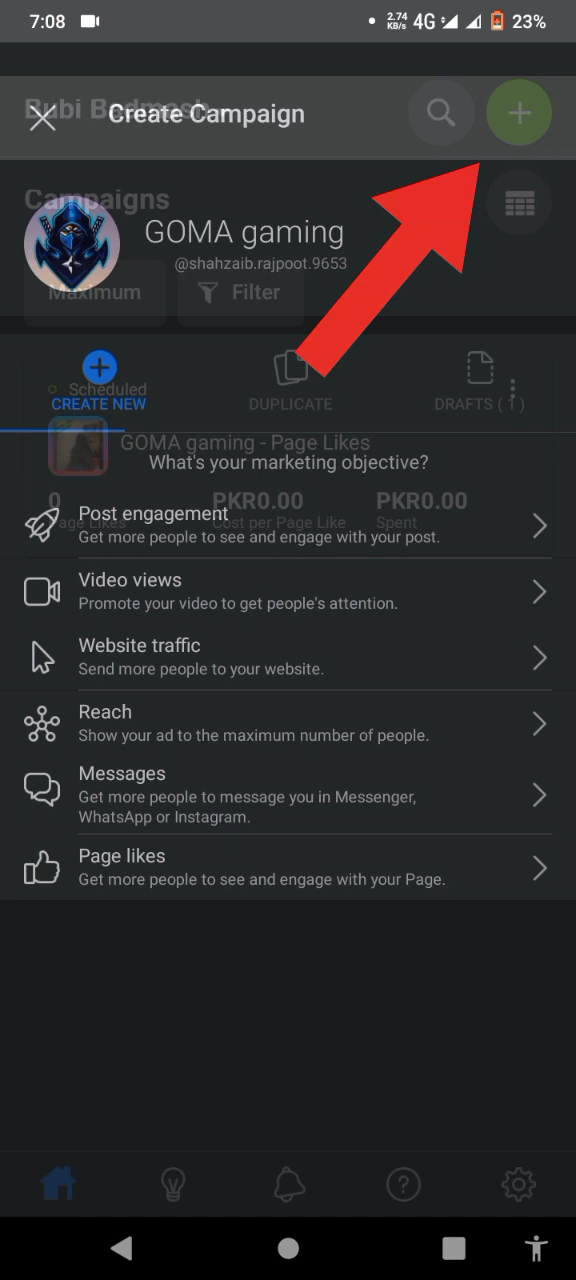 7:08
2.74 KB/s 4G 23%
Create Campaign
Campaigns
GOMA gaming
@shahzaib.rajpoot.9653
Maximum
Filter
Scheduled
CREATE NEW
DUPLICATE
DRAFTS ( 1 )
GOMA gaming - Page Likes
What's your marketing objective?
0 PKR0.00 PKR0.00
Page Likes Cost per Page Like Spent
Post engagement
Get more people to see and engage with your post.
Video views
Promote your video to get people's attention.
Website traffic
Send more people to your website.
Reach
Show your ad to the maximum number of people.
Messages
Get more people to message you in Messenger,
WhatsApp or Instagram.
Page likes
Get more people to see and engage with your Page.